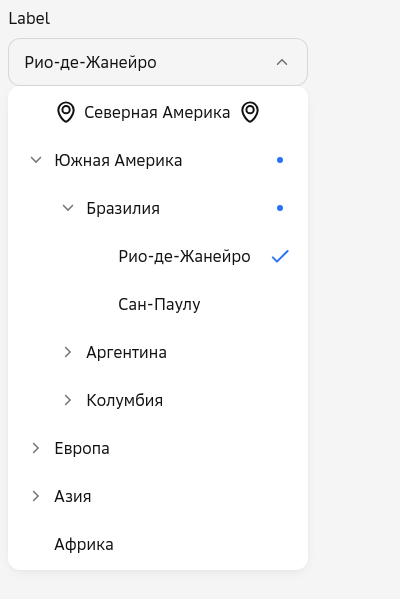 Label
Рио-де-Жанейро
Северная Америка
Южная Америка
Бразилия
Рио-де-Жанейро
Сан-Паулу
Аргентина
Колумбия
Европа
Азия
Африка